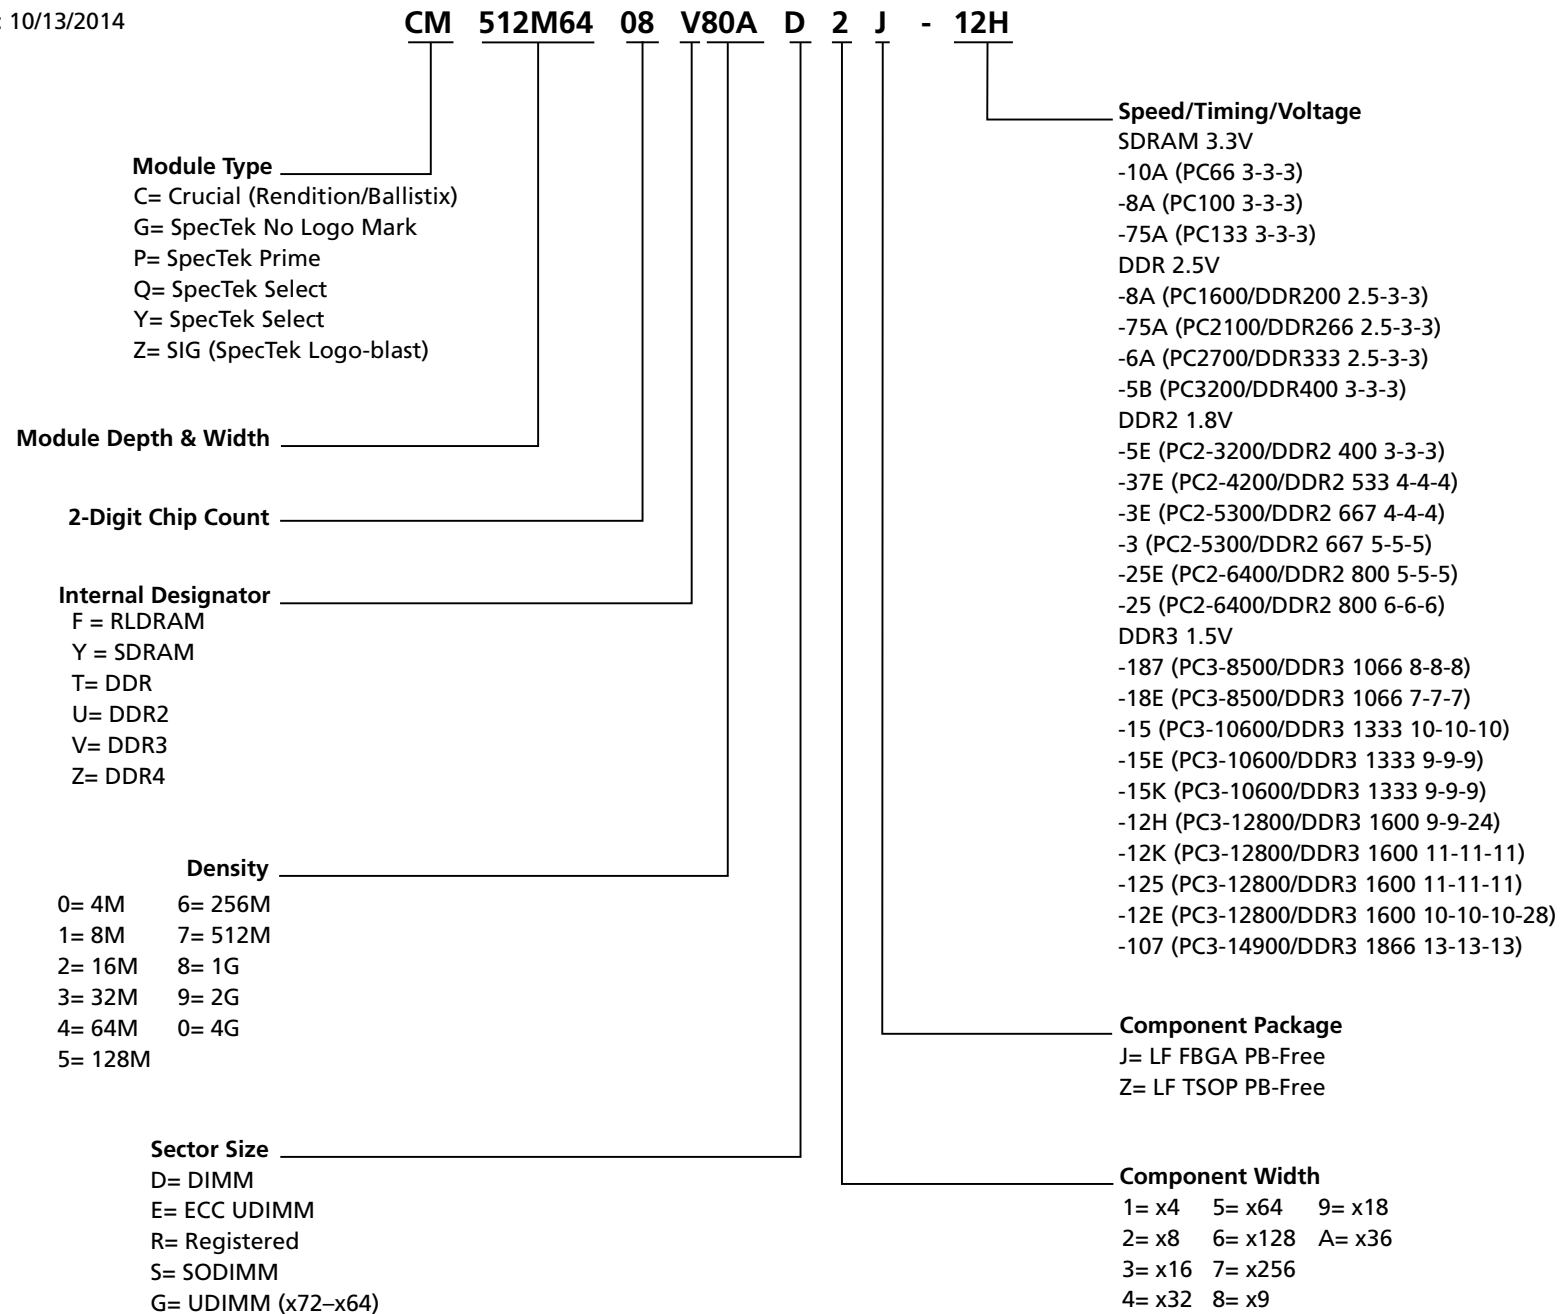 : 10/13/2014
CM 512M64 08 V80A D 2 J - 12H
Module Type
C= Crucial (Rendition/Ballistix)
G= SpecTek No Logo Mark
P= SpecTek Prime
Q= SpecTek Select
Y= SpecTek Select
Z= SIG (SpecTek Logo-blast)
Module Depth & Width
2-Digit Chip Count
Internal Designator
F = RLDRAM
Y = SDRAM
T= DDR
U= DDR2
V= DDR3
Z= DDR4
Density
0= 4M 6= 256M
1= 8M 7= 512M
2= 16M 8= 1G
3= 32M 9= 2G
4= 64M 0= 4G
5= 128M
Sector Size
D= DIMM
E= ECC UDIMM
R= Registered
S= SODIMM
G= UDIMM (x72–x64)
Speed/Timing/Voltage
SDRAM 3.3V
-10A (PC66 3-3-3)
-8A (PC100 3-3-3)
-75A (PC133 3-3-3)
DDR 2.5V
-8A (PC1600/DDR200 2.5-3-3)
-75A (PC2100/DDR266 2.5-3-3)
-6A (PC2700/DDR333 2.5-3-3)
-5B (PC3200/DDR400 3-3-3)
DDR2 1.8V
-5E (PC2-3200/DDR2 400 3-3-3)
-37E (PC2-4200/DDR2 533 4-4-4)
-3E (PC2-5300/DDR2 667 4-4-4)
-3 (PC2-5300/DDR2 667 5-5-5)
-25E (PC2-6400/DDR2 800 5-5-5)
-25 (PC2-6400/DDR2 800 6-6-6)
DDR3 1.5V
-187 (PC3-8500/DDR3 1066 8-8-8)
-18E (PC3-8500/DDR3 1066 7-7-7)
-15 (PC3-10600/DDR3 1333 10-10-10)
-15E (PC3-10600/DDR3 1333 9-9-9)
-15K (PC3-10600/DDR3 1333 9-9-9)
-12H (PC3-12800/DDR3 1600 9-9-24)
-12K (PC3-12800/DDR3 1600 11-11-11)
-125 (PC3-12800/DDR3 1600 11-11-11)
-12E (PC3-12800/DDR3 1600 10-10-10-28)
-107 (PC3-14900/DDR3 1866 13-13-13)
Component Package
J= LF FBGA PB-Free
Z= LF TSOP PB-Free
Component Width
1= x4 5= x64 9= x18
2= x8 6= x128 A= x36
3= x16 7= x256
4= x32 8= x9